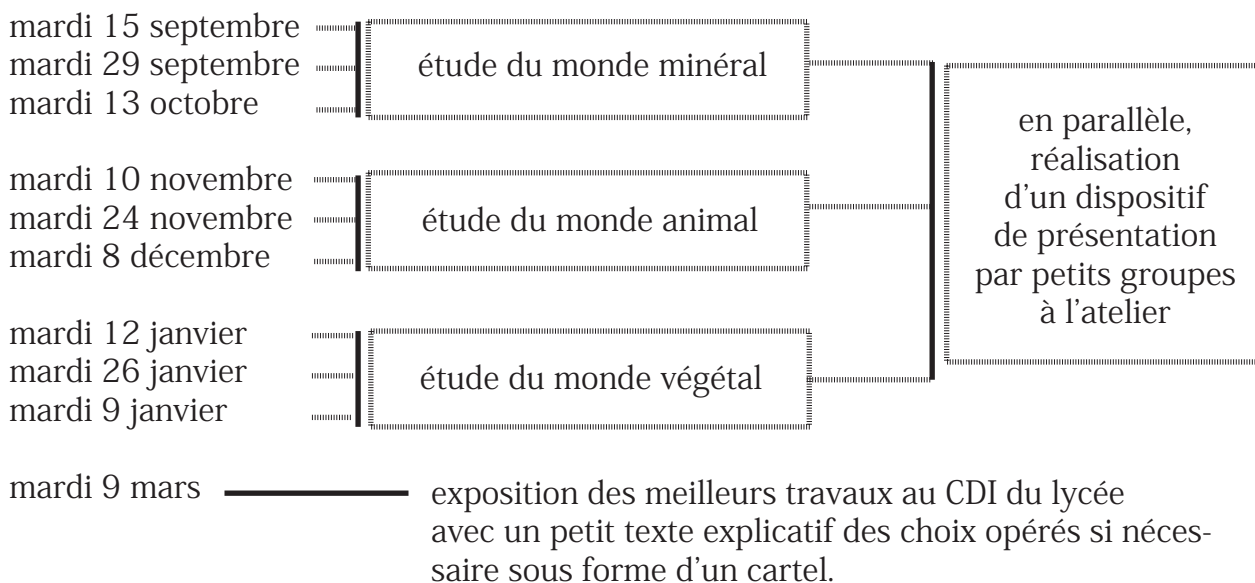 mardi 15 septembre
mardi 29 septembre
mardi 13 octobre
étude du monde minéral
mardi 10 novembre
mardi 24 novembre
mardi 8 décembre
étude du monde animal
mardi 12 janvier
mardi 26 janvier
mardi 9 janvier
étude du monde végétal
en parallèle,
réalisation
d'un dispositif
de présentation
par petits groupes
à l'atelier
mardi 9 mars
exposition des meilleurs travaux au CDI du lycée
avec un petit texte explicatif des choix opérés si néces-
saire sous forme d'un cartel.